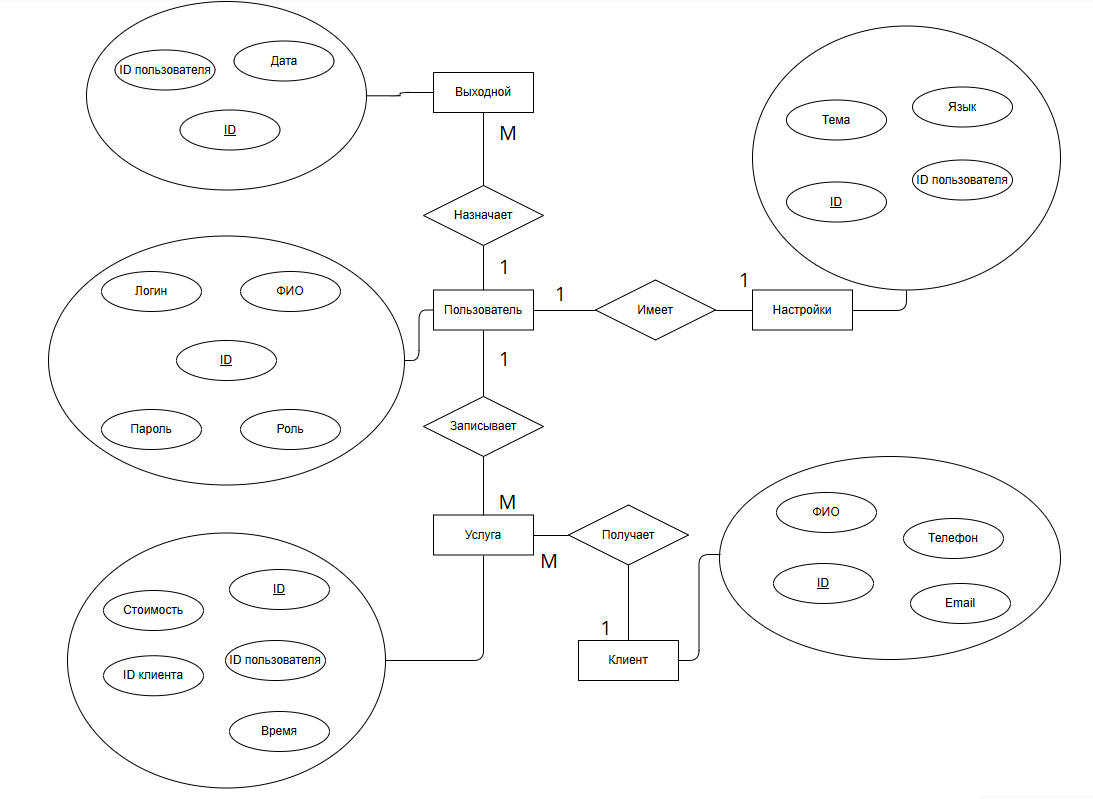 ID пользователя
Дата
ID
Выходной
М
Назначает
1
Тема
Язык
ID пользователя
ID
Логин
ФИО
ID
Пароль
Роль
Пользователь
1
Имеет
1
Настройки
1
Записывает
М
Услуга
М
Получает
1
Клиент
ФИО
Телефон
ID
Email
Стоимость
ID
ID клиента
ID пользователя
Время